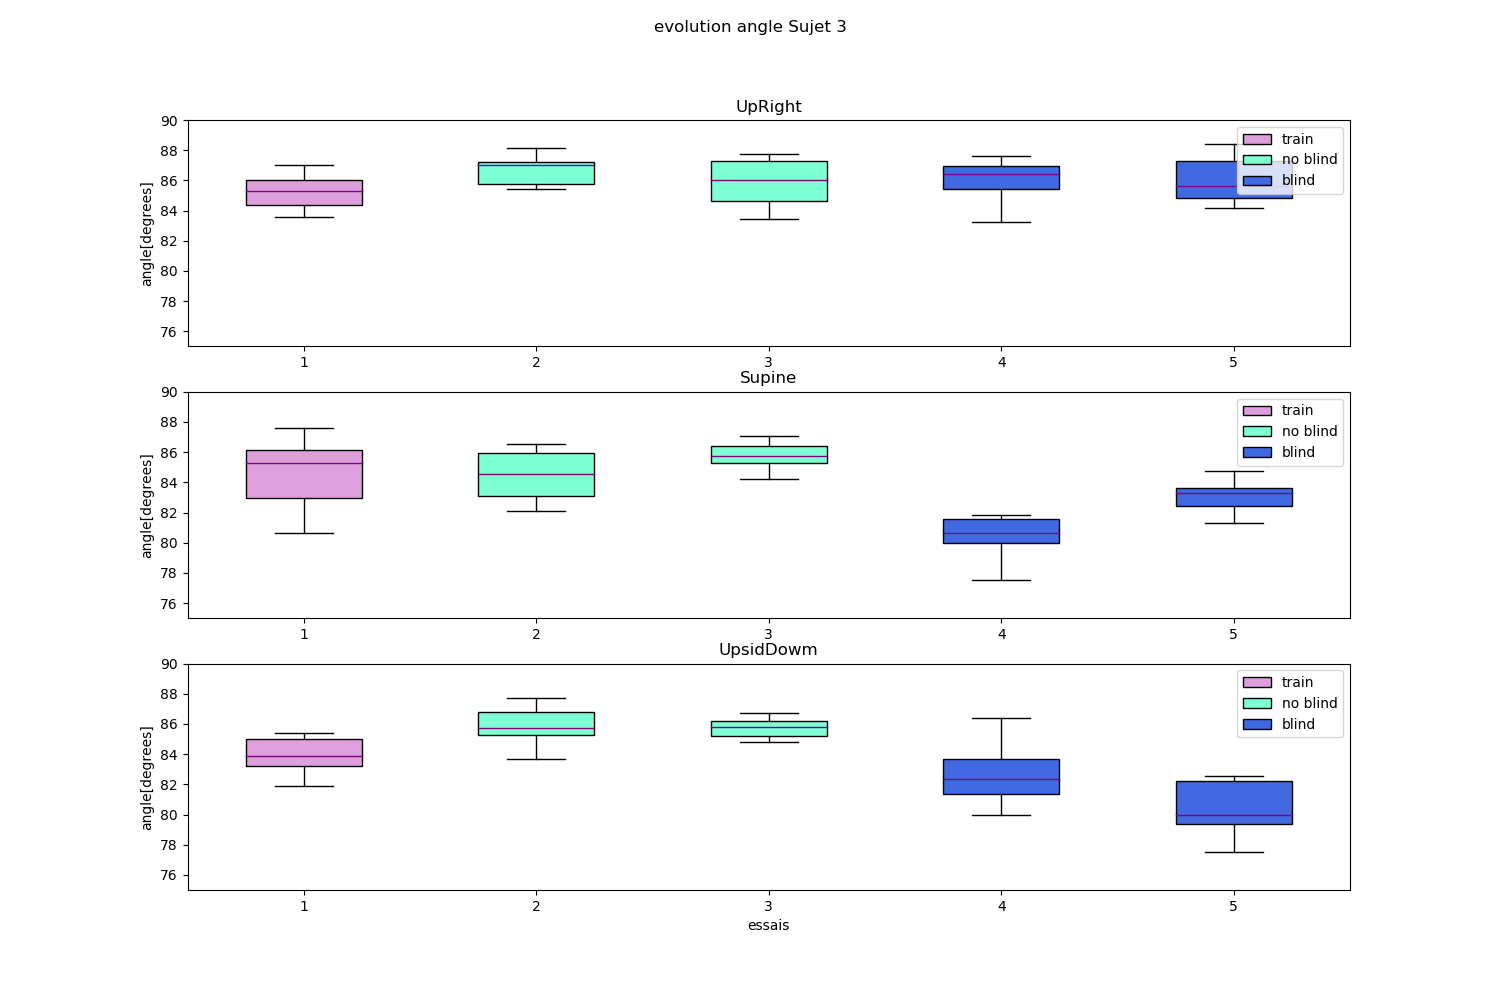 evolution angle Sujet 3
UpRight
90
88
86
84
82
80
78
76
angle[degrees]
train
no blind
blind
1 2 3 4 5
Supine
90
88
86
84
82
80
78
76
angle[degrees]
train
no blind
blind
1 2 3 4 5
UpsidDowm
90
88
86
84
82
80
78
76
angle[degrees]
train
no blind
blind
1 2 3 4 5
essais